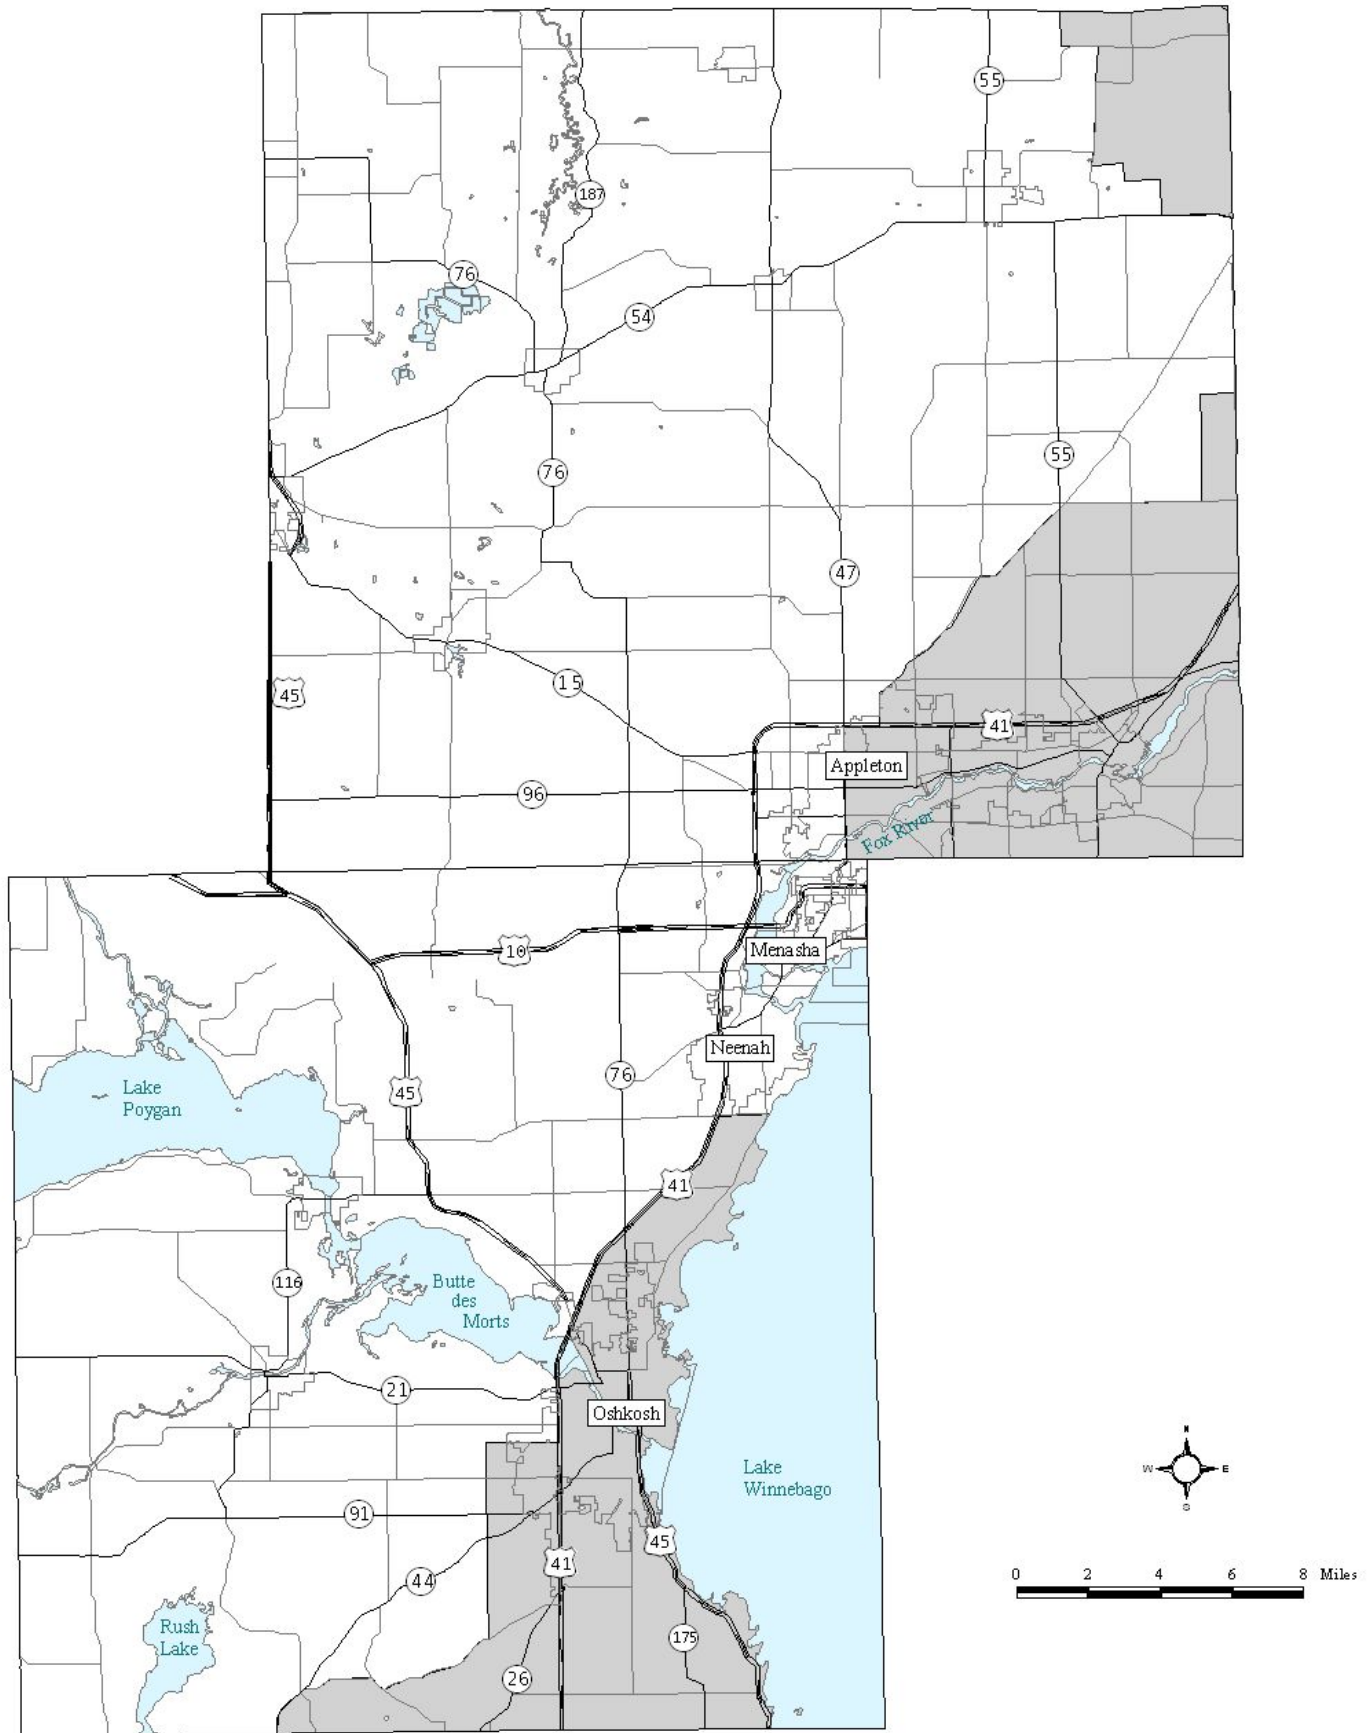 55
187
76
54
76
55
47
15
45
41
Appleton
96
Fox River
10
Menasha
Neenah
76
Lake
Poygan
45
41
116
Butte
des
Morts
21
Oshkosh
Lake
Winnebago
N
W
E
S
91
45
41
44
0 2 4 6 8 Miles
Rush
Lake
175
26